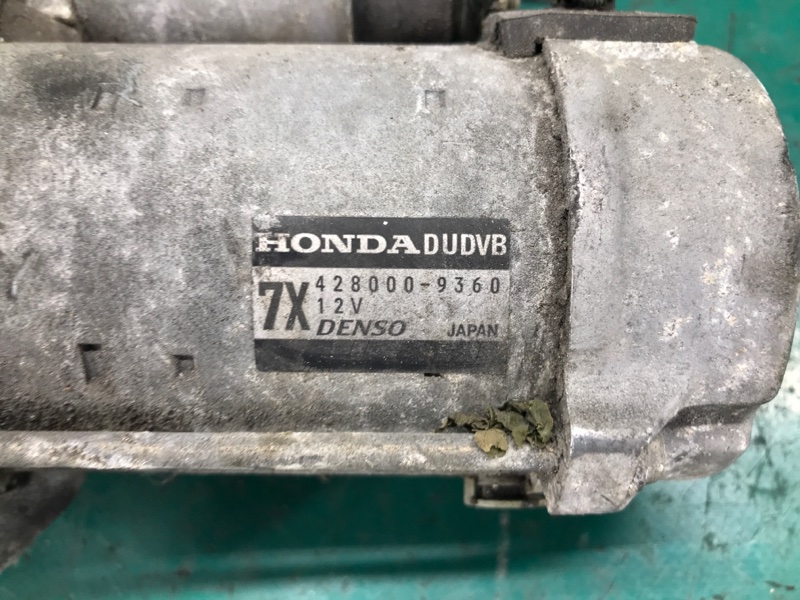 HONDA DUDVB
7X 428000-9360
12V
DENSO JAPAN